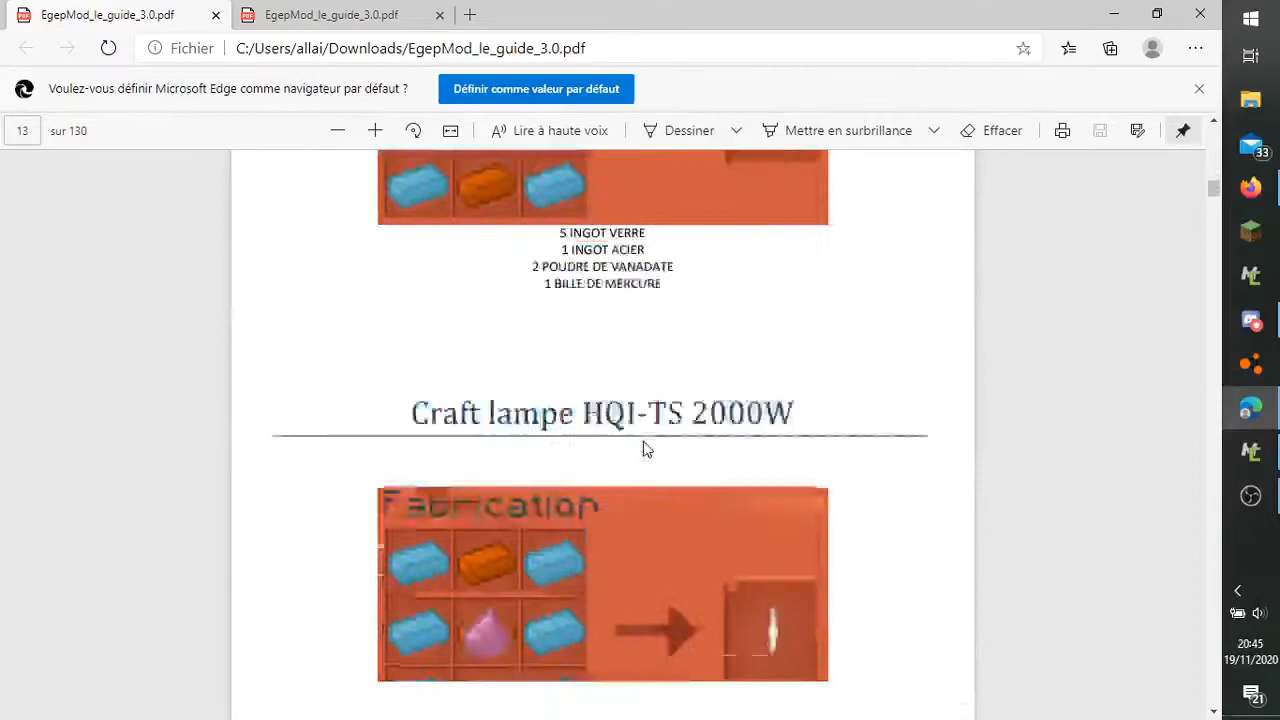 EgepMod_le_guide_3.0.pdf
EgepMod_le_guide_3.0.pdf
Fichier
C:/Users/allai/Downloads/EgepMod_le_guide_3.0.pdf
Voulez-vous définir Microsoft Edge comme navigateur par défaut ?
Définir comme valeur par défaut
13
sur 130
Lire à haute voix
Dessiner
Mettre en surbrillance
Effacer
5 INGOT VERRE
1 INGOT ACIER
2 POUDRE DE VANADATE
1 BILLE DE MERCURE
Craft lampe HQI-TS 2000W
Fabrication
33
20:45
19/11/2020
21